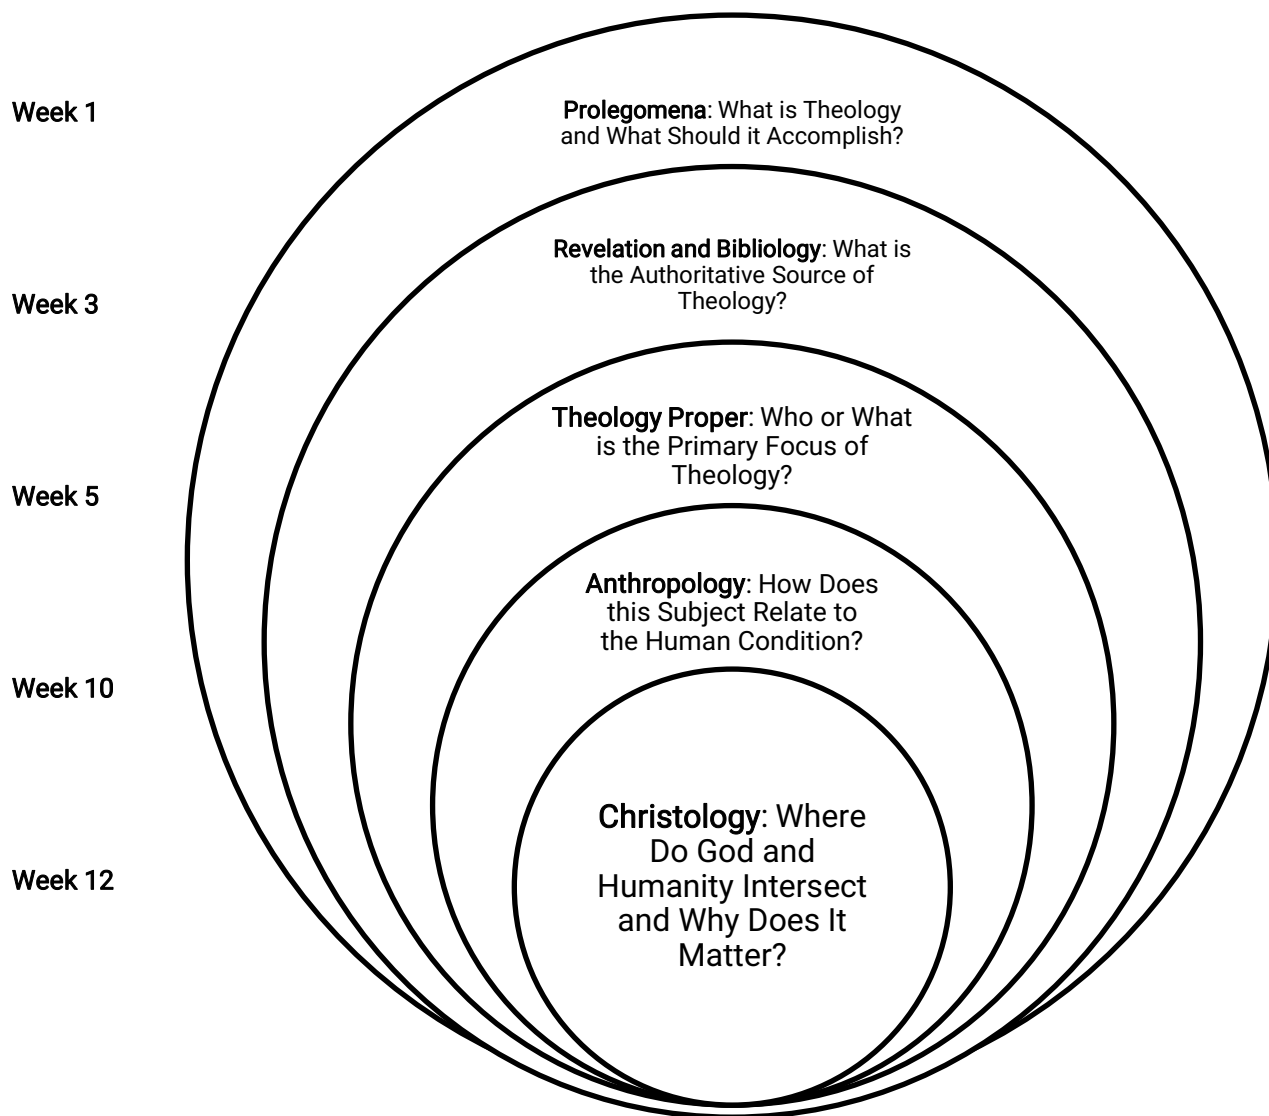 Week 1
Prolegomena: What is Theology
and What Should it Accomplish?
Revelation and Bibliology: What is
the Authoritative Source of
Theology?
Week 3
Theology Proper: Who or What
is the Primary Focus of
Theology?
Week 5
Anthropology: How Does
this Subject Relate to
the Human Condition?
Week 10
Christology: Where
Do God and
Humanity Intersect
and Why Does It
Matter?
Week 12